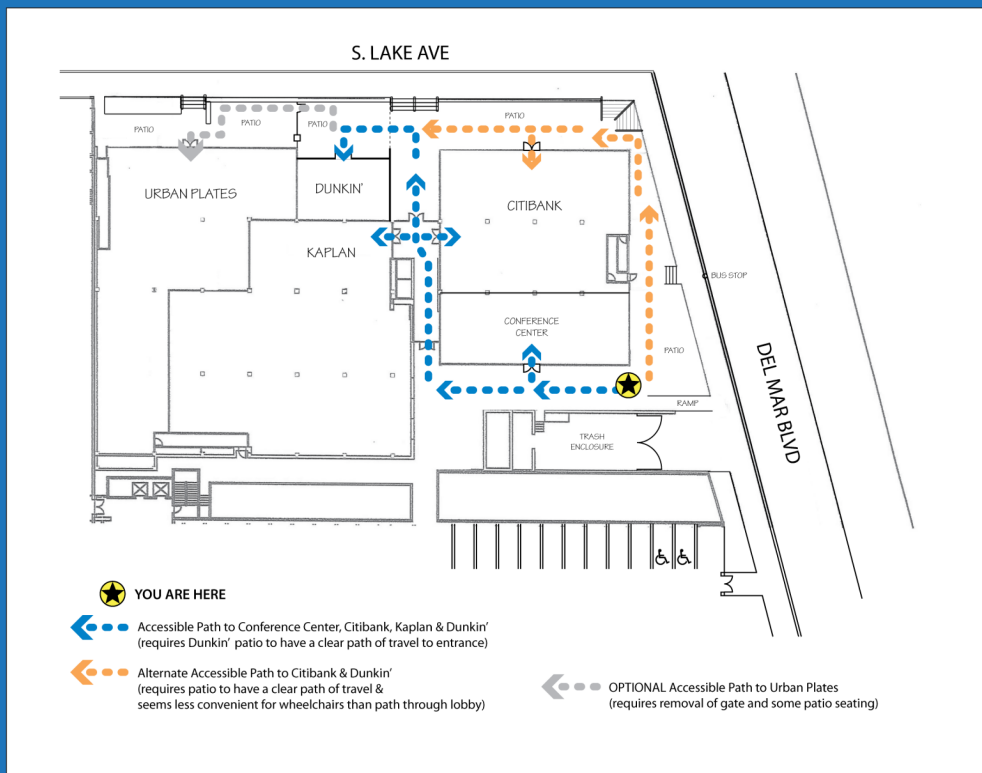 S. LAKE AVE
PATIO
PATIO
PATIO
PATIO
URBAN PLATES
DUNKIN'
CITIBANK
KAPLAN
BUS STOP
CONFERENCE
CENTER
PATIO
DEL MAR BLVD
RAMP
TRASH
ENCLOSURE
YOU ARE HERE
Accessible Path to Conference Center, Citibank, Kaplan & Dunkin'
(requires Dunkin' patio to have a clear path of travel to entrance)
Alternate Accessible Path to Citibank & Dunkin'
(requires patio to have a clear path of travel &
seems less convenient for wheelchairs than path through lobby)
OPTIONAL Accessible Path to Urban Plates
(requires removal of gate and some patio seating)